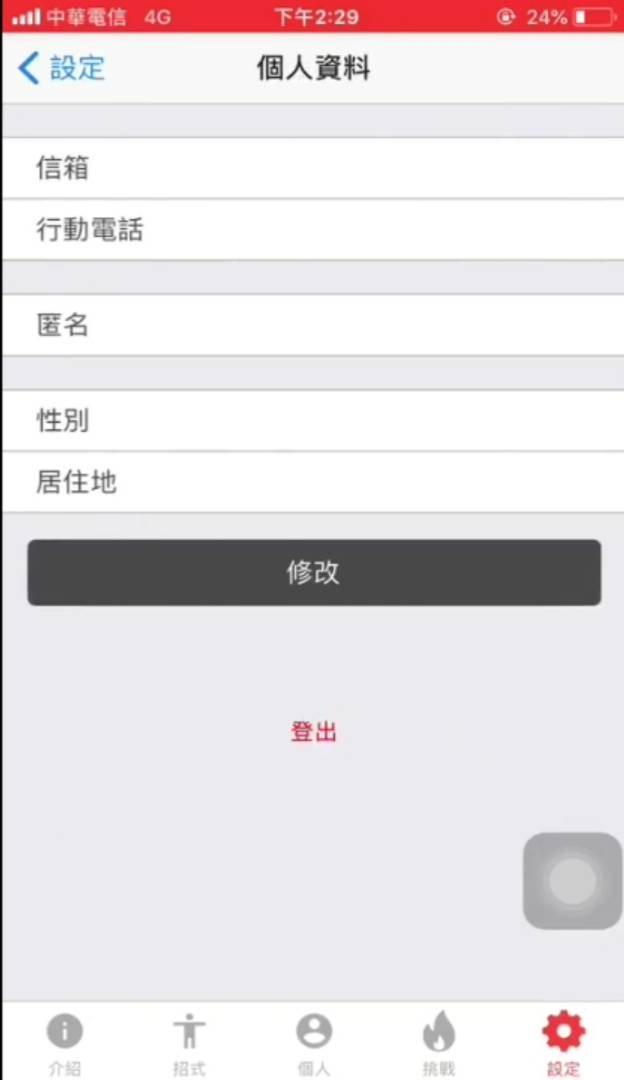 中華電信 4G 下午2:29 24%
設定 個人資料
信箱
行動電話
匿名
性別
居住地
修改
登出
介紹 招式 個人 挑戰 設定